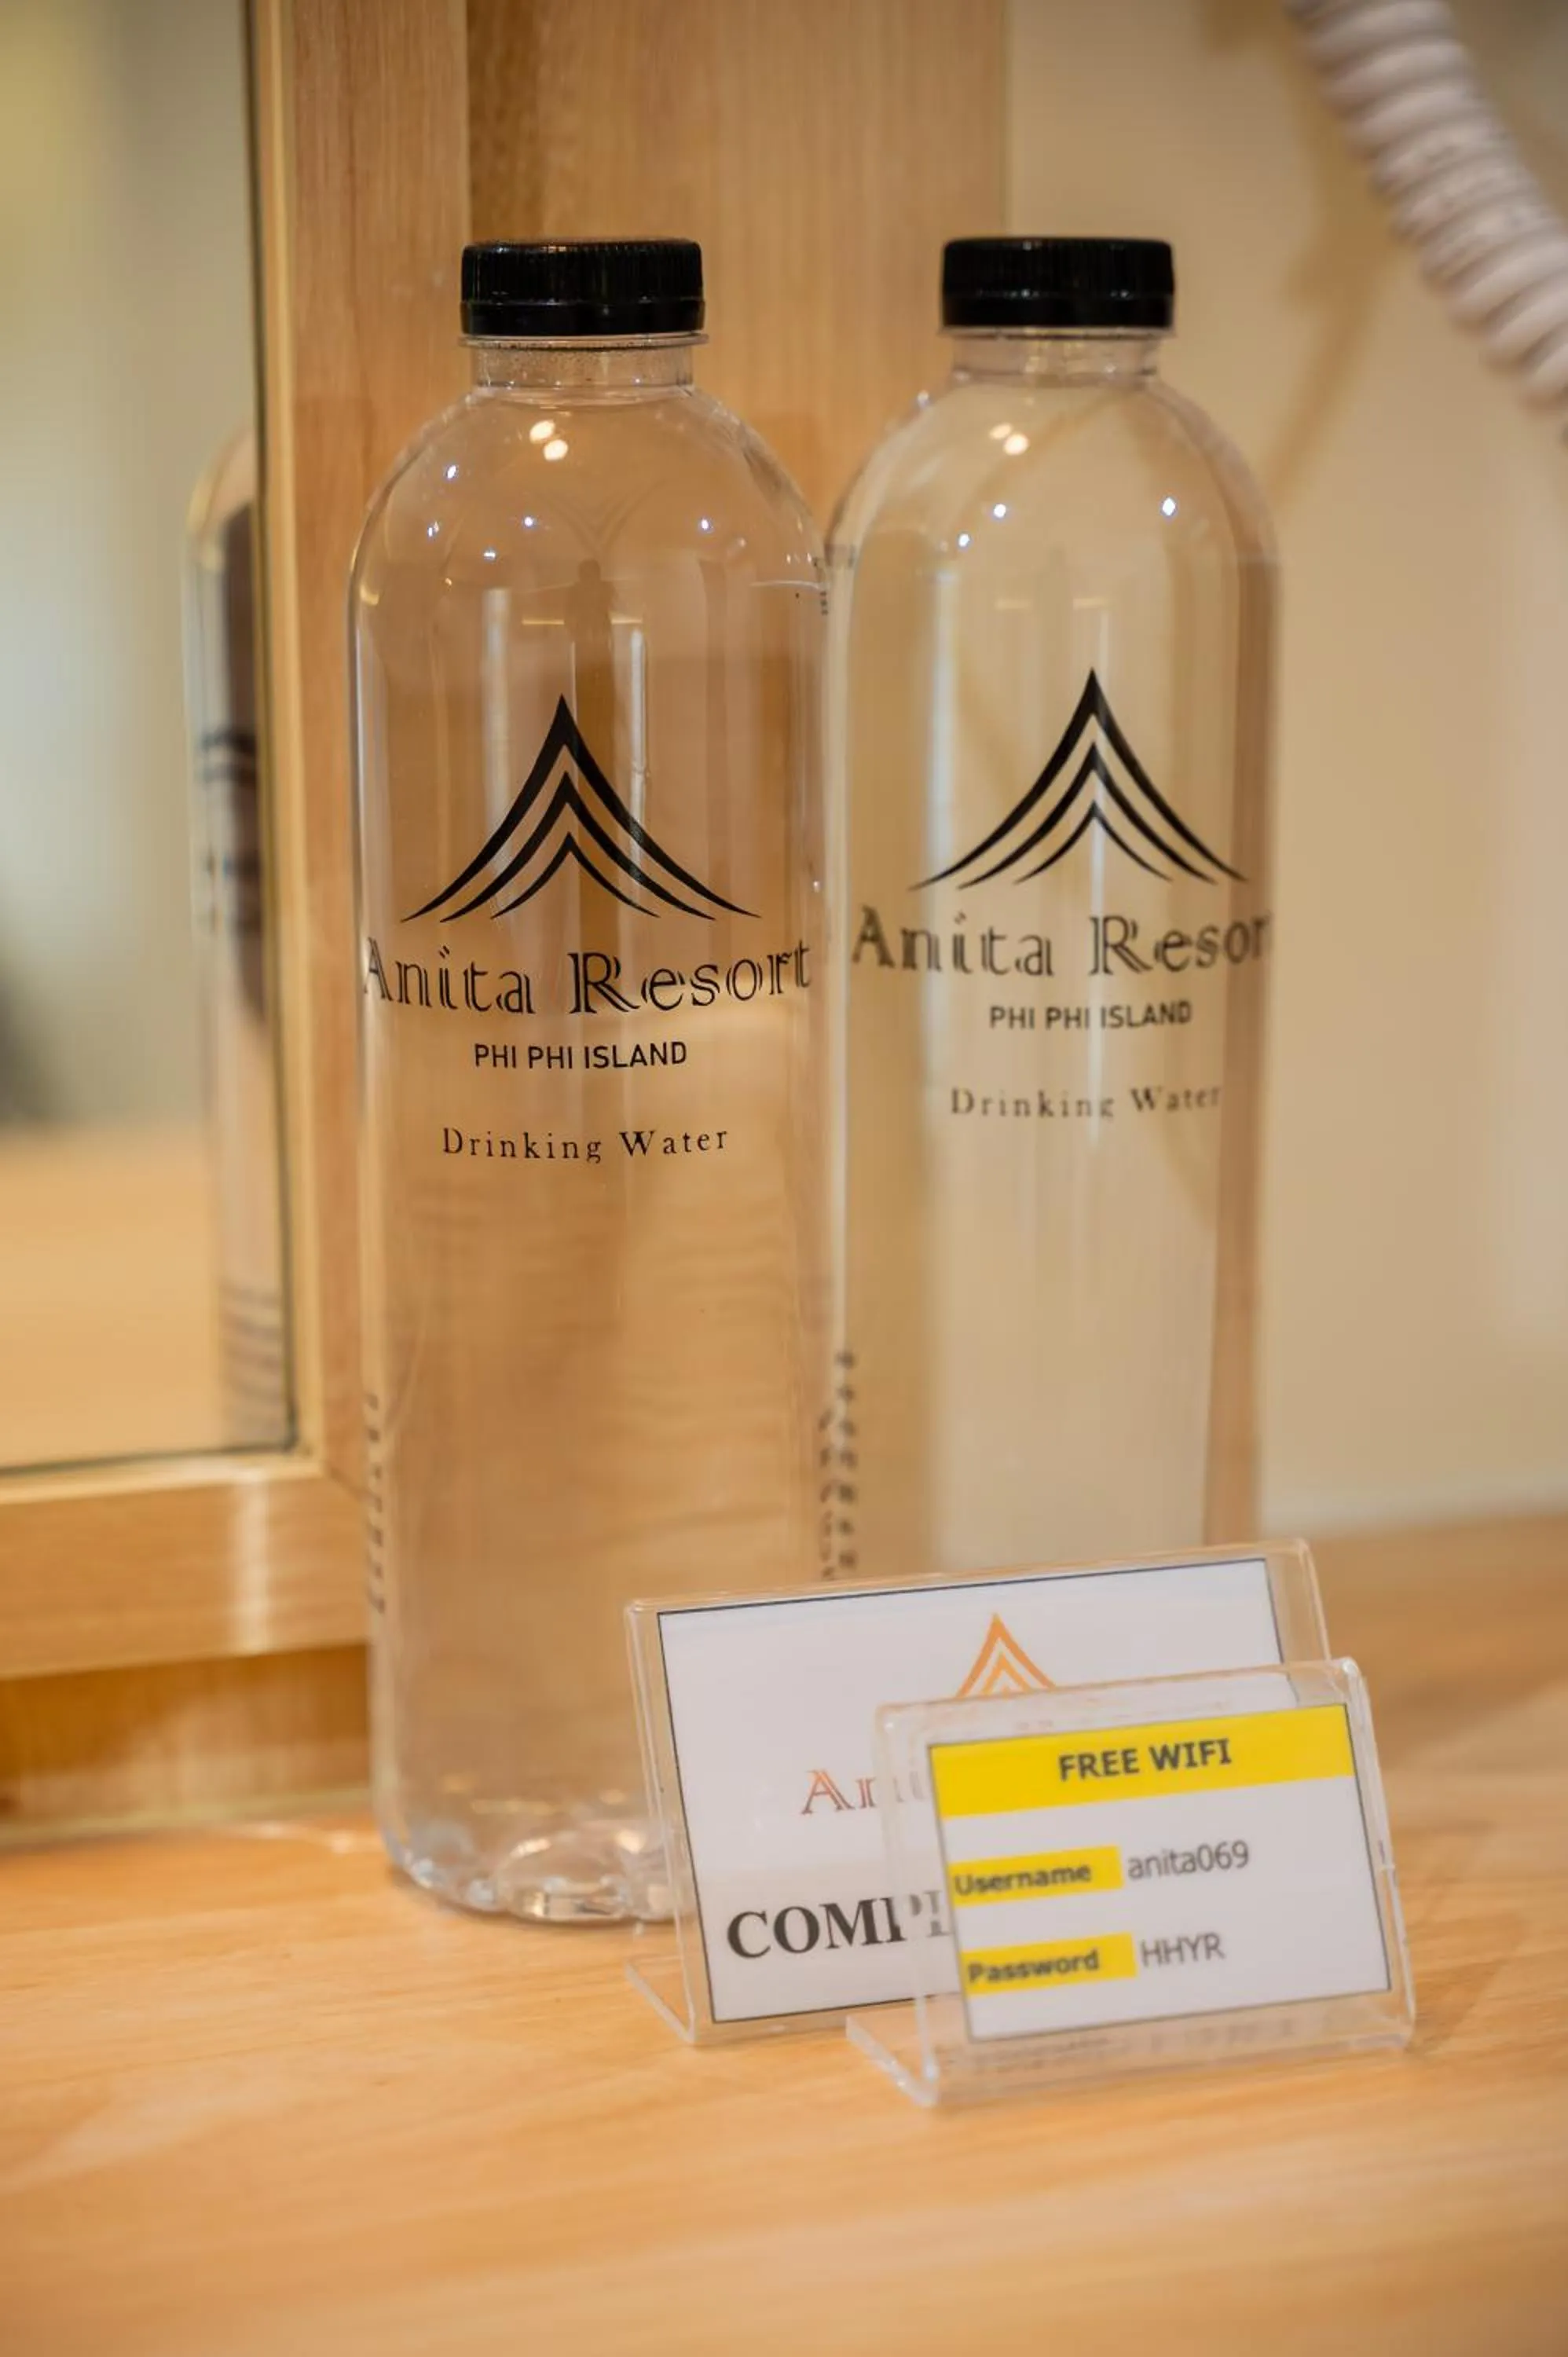 Anita Resort
PHI PHI ISLAND
Drinking Water
Anita Resort
PHI PHI ISLAND
Drinking Water
FREE WIFI
Username anita069
Password HHYR